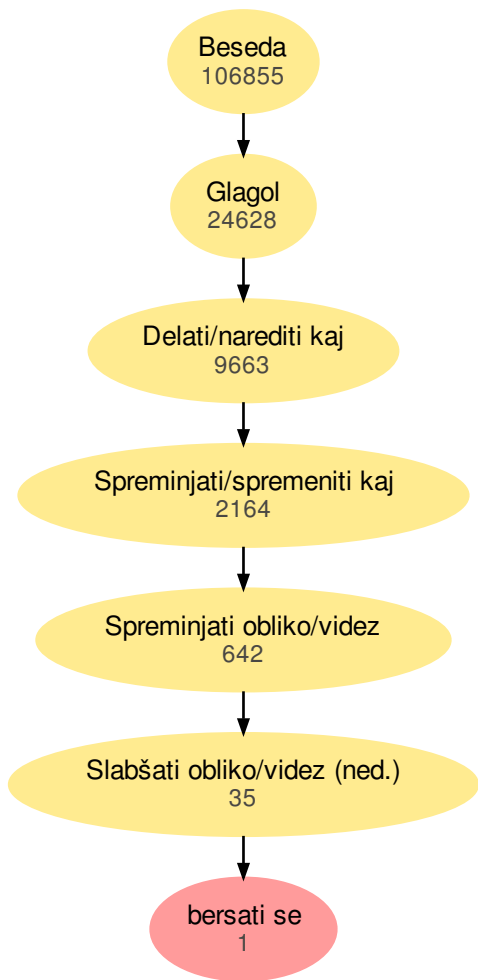 Beseda
106855
Glagol
24628
Delati/narediti kaj
9663
Spreminjati/spremeniti kaj
2164
Spreminjati obliko/videz
642
Slabšati obliko/videz (ned.)
35
bersati se
1